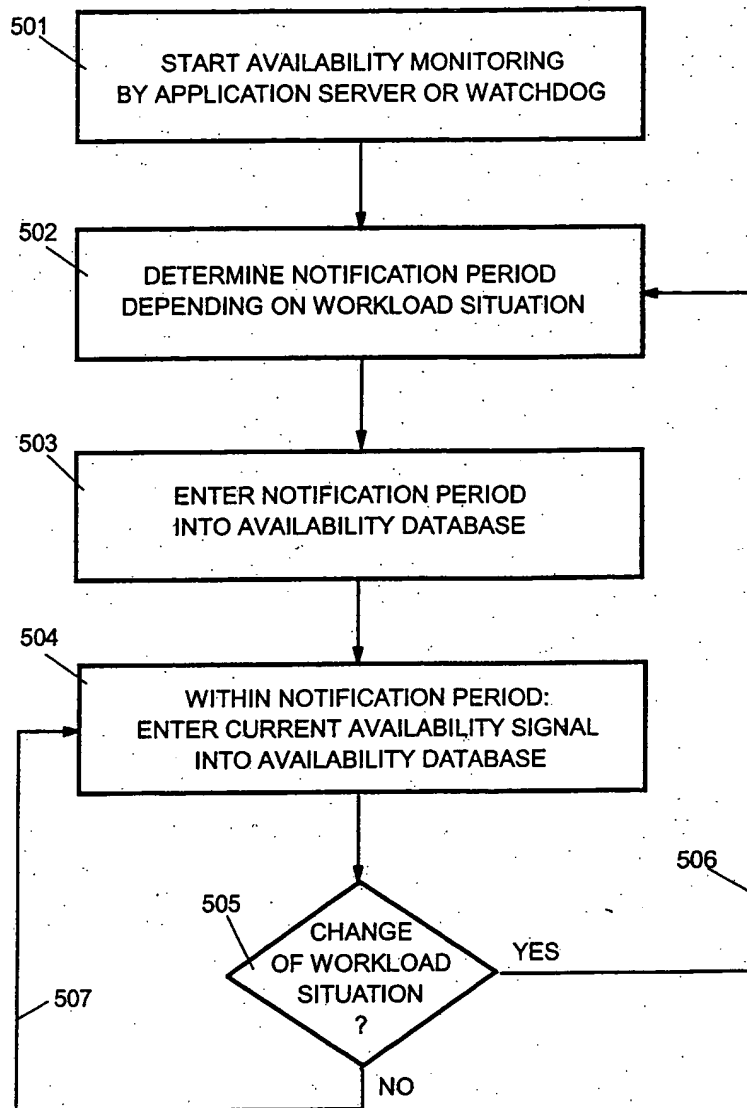 501
START AVAILABILITY MONITORING
BY APPLICATION SERVER OR WATCHDOG
502
DETERMINE NOTIFICATION PERIOD
DEPENDING ON WORKLOAD SITUATION
503
ENTER NOTIFICATION PERIOD
INTO AVAILABILITY DATABASE
504
WITHIN NOTIFICATION PERIOD:
ENTER CURRENT AVAILABILITY SIGNAL
INTO AVAILABILITY DATABASE
505
CHANGE
OF WORKLOAD
SITUATION
?
YES
506
507
NO